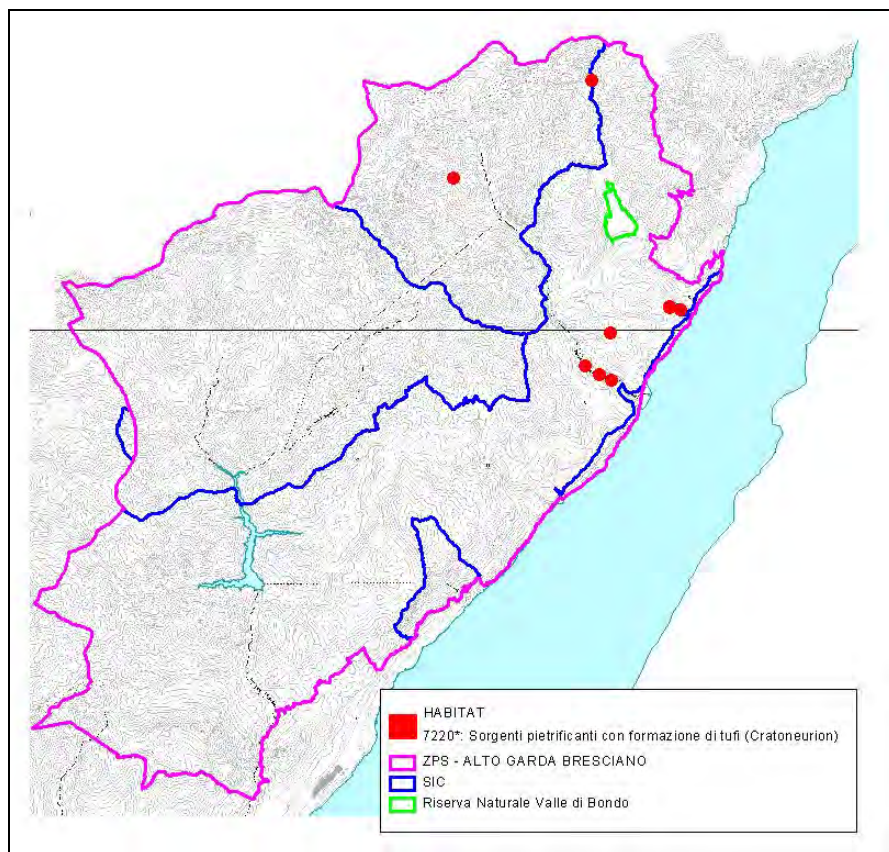 HABITAT
7220*: Sorgenti pietrificanti con formazione di tufi (Cratoneurion)
ZPS - ALTO GARDA BRESCIANO
SIC
Riserva Naturale Valle di Bondo